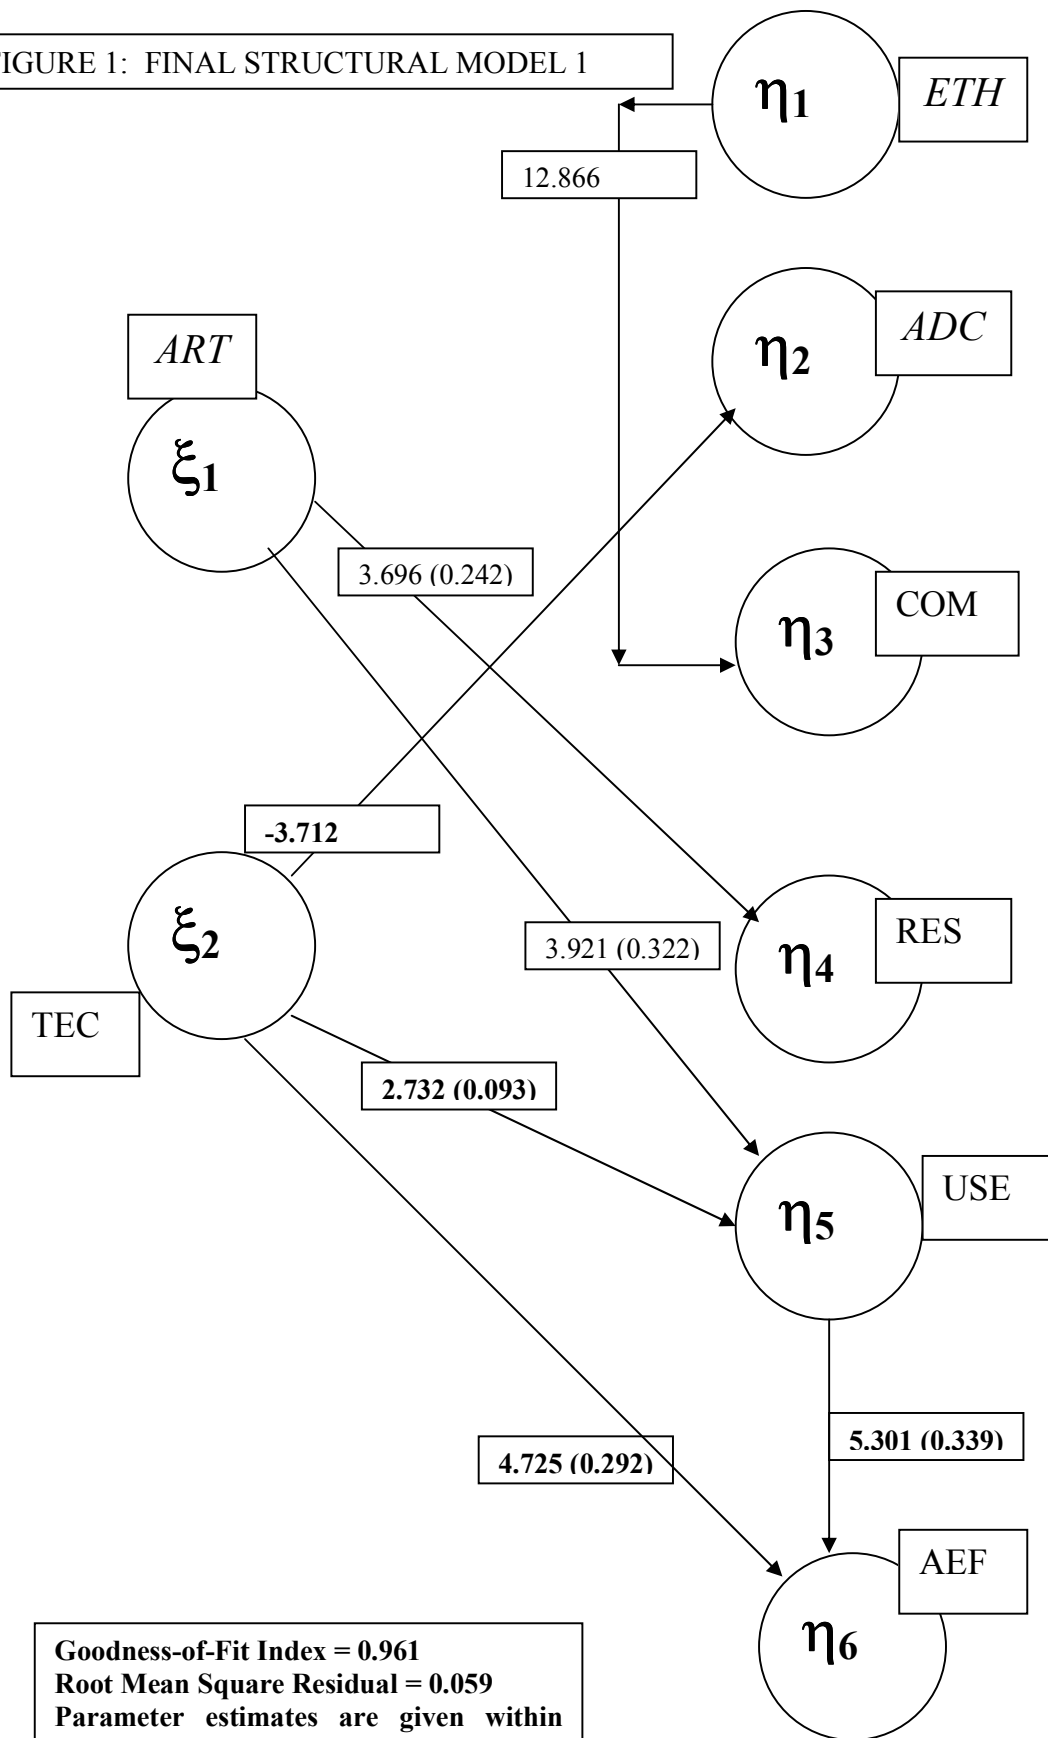 FIGURE 1: FINAL STRUCTURAL MODEL 1
η1
ETH
12.866
η2
ADC
ART
ξ1
3.696 (0.242)
η3
COM
-3.712
ξ2
TEC
3.921 (0.322)
η4
RES
2.732 (0.093)
η5
USE
4.725 (0.292)
5.301 (0.339)
AEF
η6
Goodness-of-Fit Index = 0.961
Root Mean Square Residual = 0.059
Parameter estimates are given within